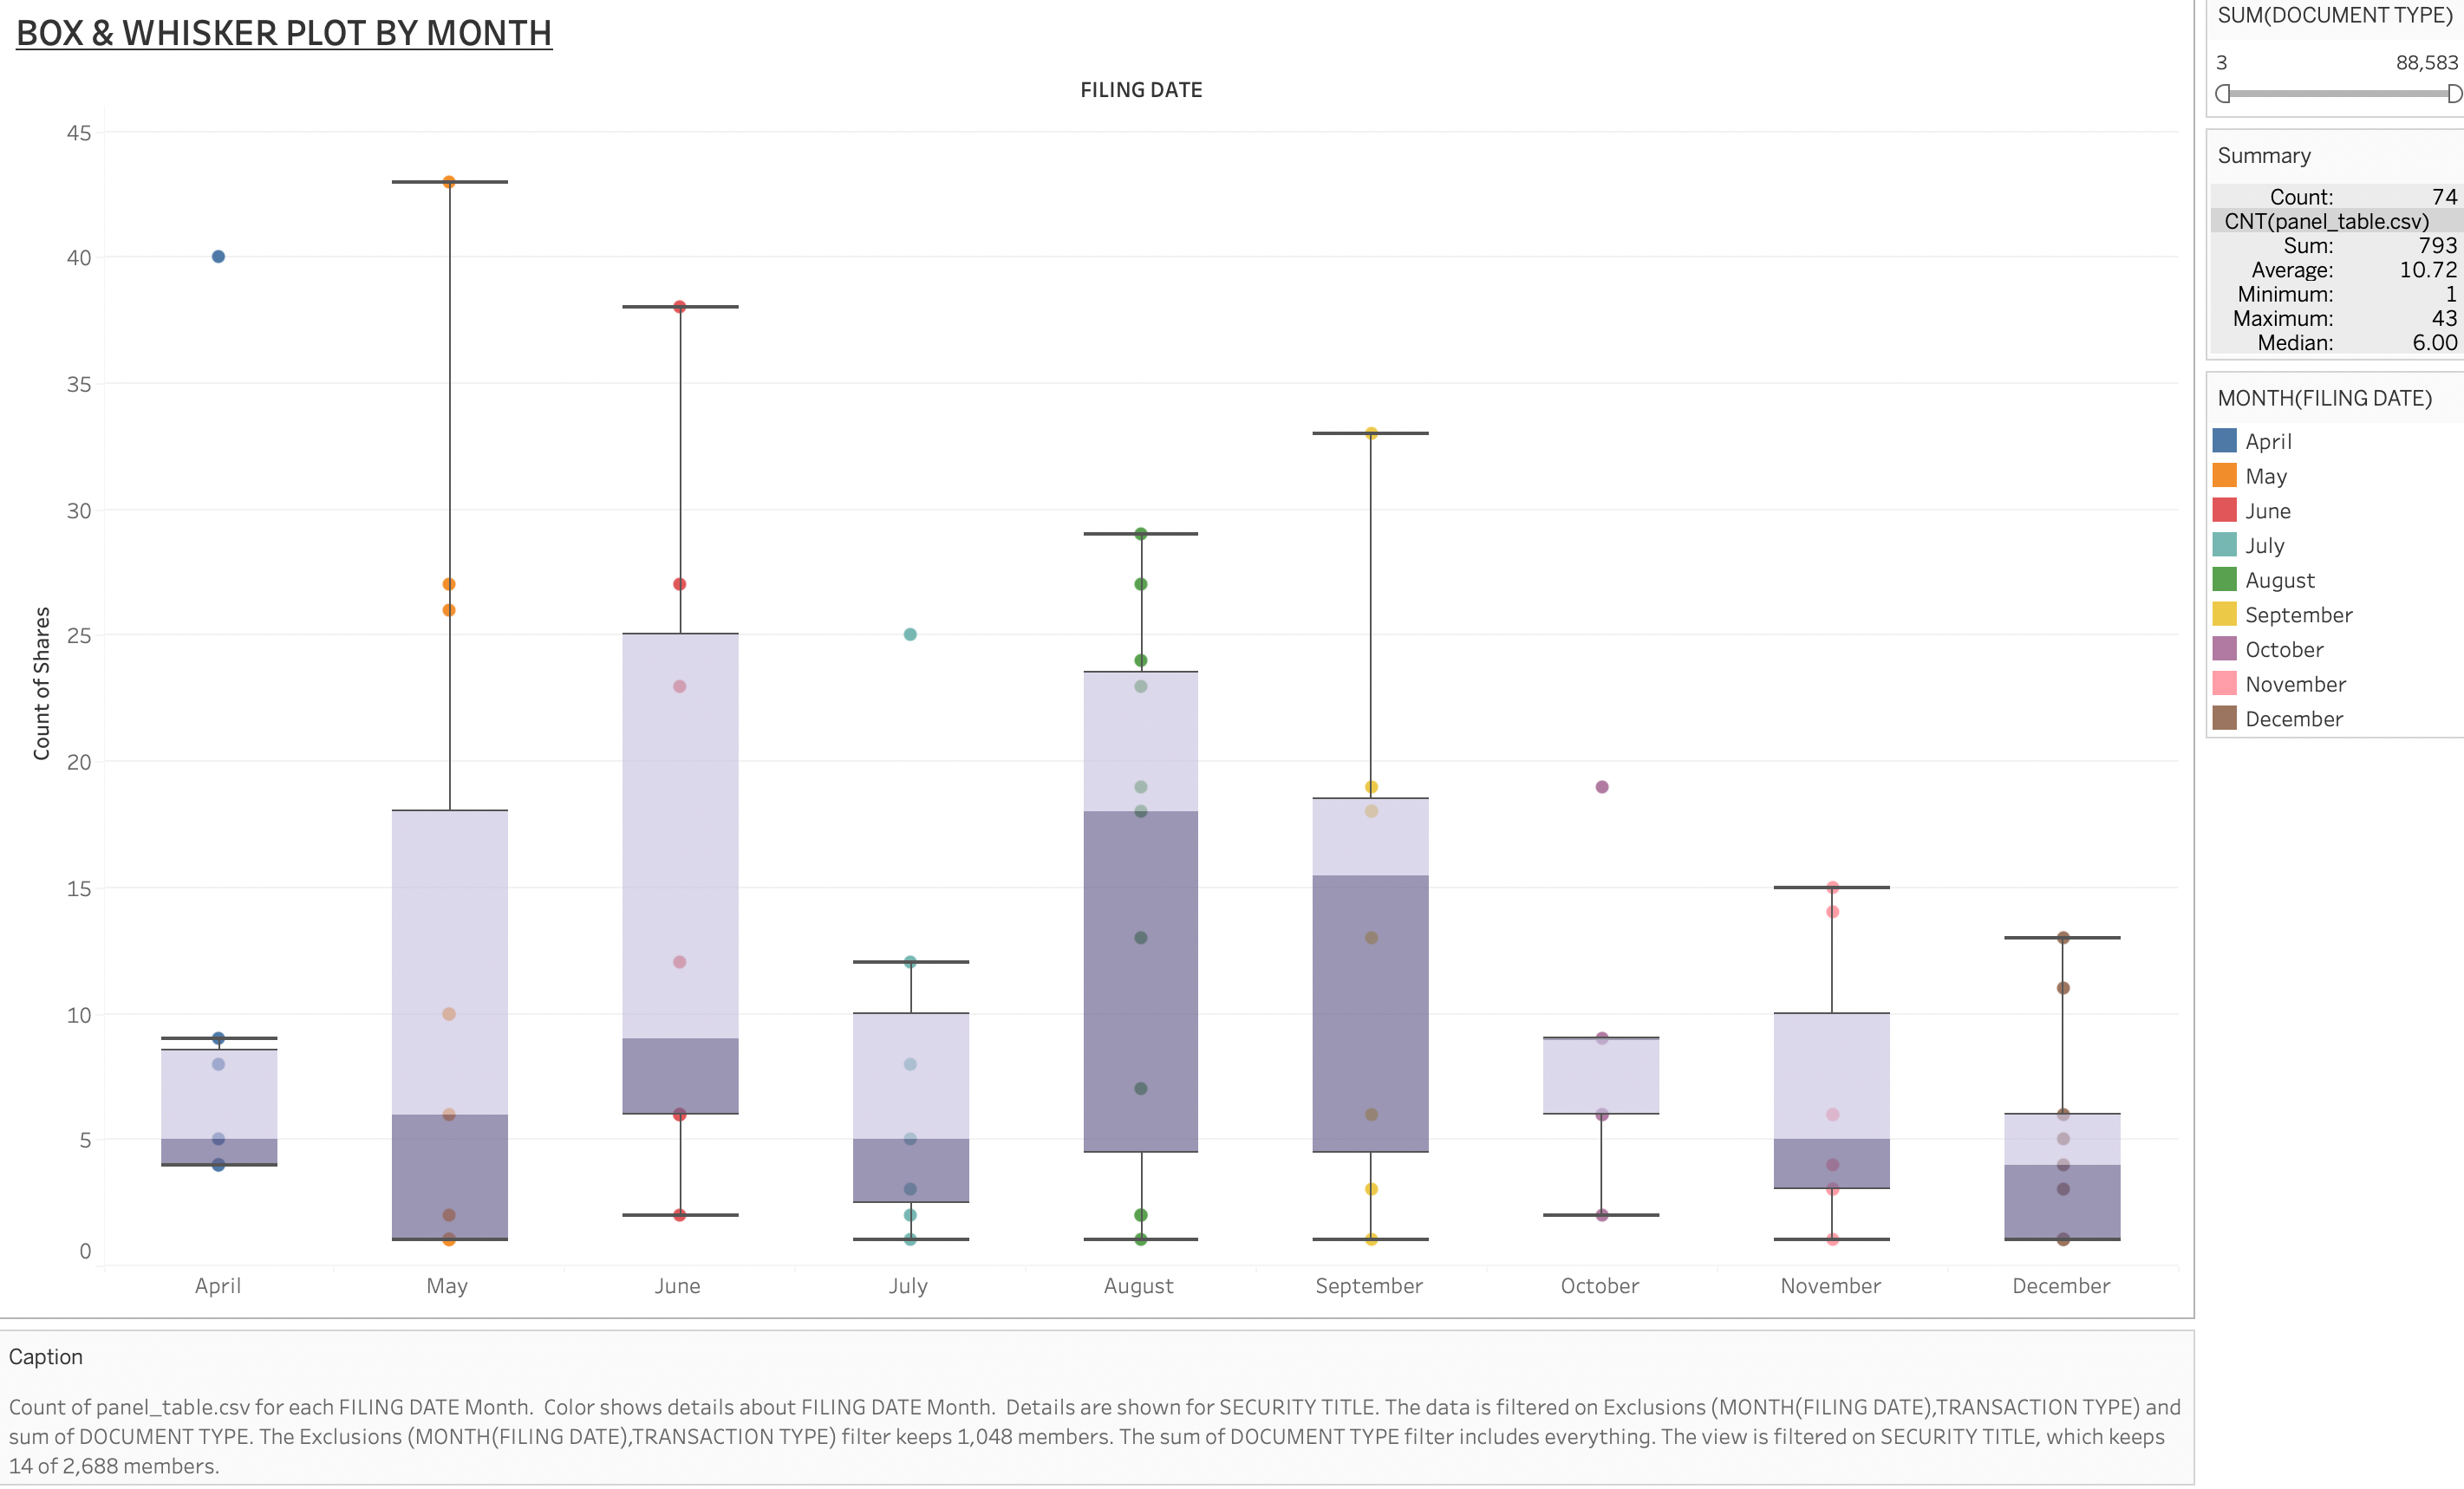 BOX & WHISKER PLOT BY MONTH
FILING DATE
Count of Shares
45
40
35
30
25
20
15
10
5
0
April
May
June
July
August
September
October
November
December
SUM(DOCUMENT TYPE)
3 88,583
Summary
Count: 74
CNT(panel_table.csv)
Sum: 793
Average: 10.72
Minimum: 1
Maximum: 43
Median: 6.00
MONTH(FILING DATE)
April
May
June
July
August
September
October
November
December
Caption
Count of panel_table.csv for each FILING DATE Month. Color shows details about FILING DATE Month. Details are shown for SECURITY TITLE. The data is filtered on Exclusions (MONTH(FILING DATE),TRANSACTION TYPE) and
sum of DOCUMENT TYPE. The Exclusions (MONTH(FILING DATE),TRANSACTION TYPE) filter keeps 1,048 members. The sum of DOCUMENT TYPE filter includes everything. The view is filtered on SECURITY TITLE, which keeps
14 of 2,688 members.